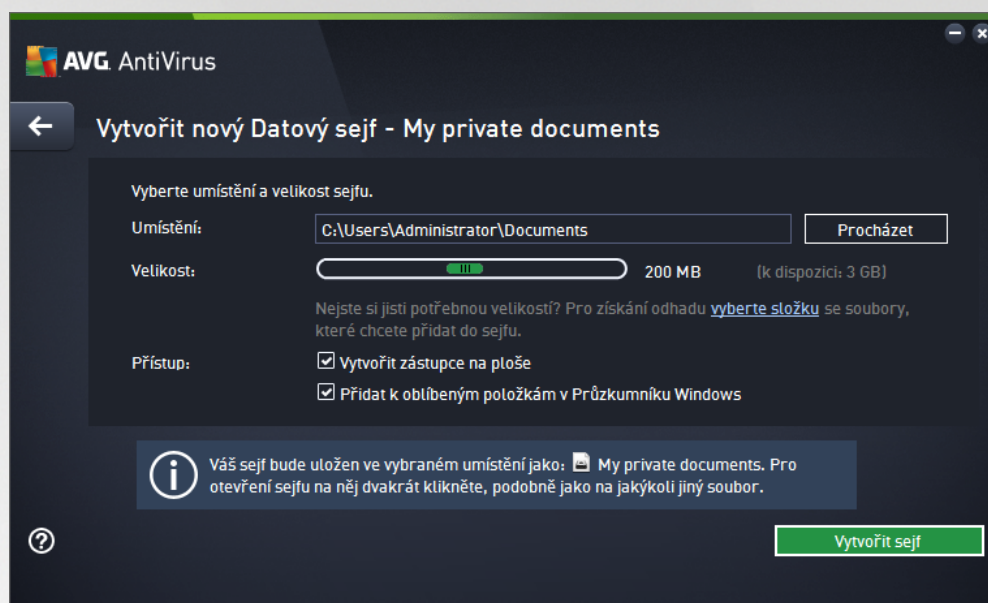 AVG. AntiVirus
Vytvořit nový Datový sejf - My private documents
Vyberte umístění a velikost sejfu.
Umístění: C:\Users\Administrator\Documents Procházet
Velikost: 200 MB (k dispozici: 3 GB)
Nejste si jisti potřebnou velikostí? Pro získání odhadu vyberte složku se soubory,
které chcete přidat do sejfu.
Přístup: Vytvořit zástupce na ploše
Přidat k oblíbeným položkám v Průzkumníku Windows
Váš sejf bude uložen ve vybraném umístění jako: My private documents. Pro
otevření sejfu na něj dvakrát klikněte, podobně jako na jakýkoli jiný soubor.
Vytvořit sejf